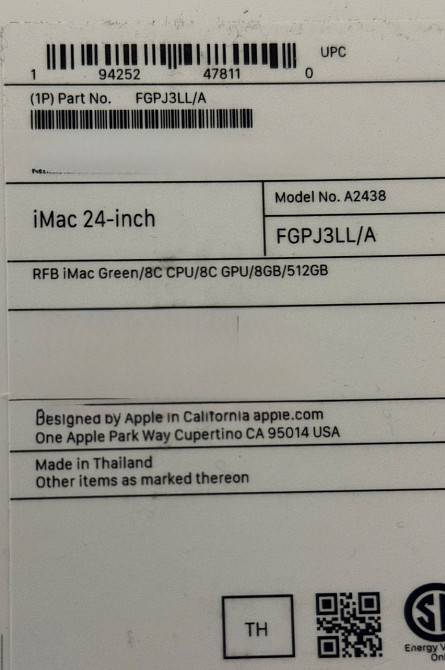 UPC
1 94252 47811 0
(1P) Part No. FGPJ3LL/A
iMac 24-inch
Model No. A2438
FGPJ3LL/A
RFB iMac Green/8C CPU/8C GPU/8GB/512GB
Designed by Apple in California apple.com
One Apple Park Way Cupertino CA 95014 USA
Made in Thailand
Other items as marked thereon
TH
Energy